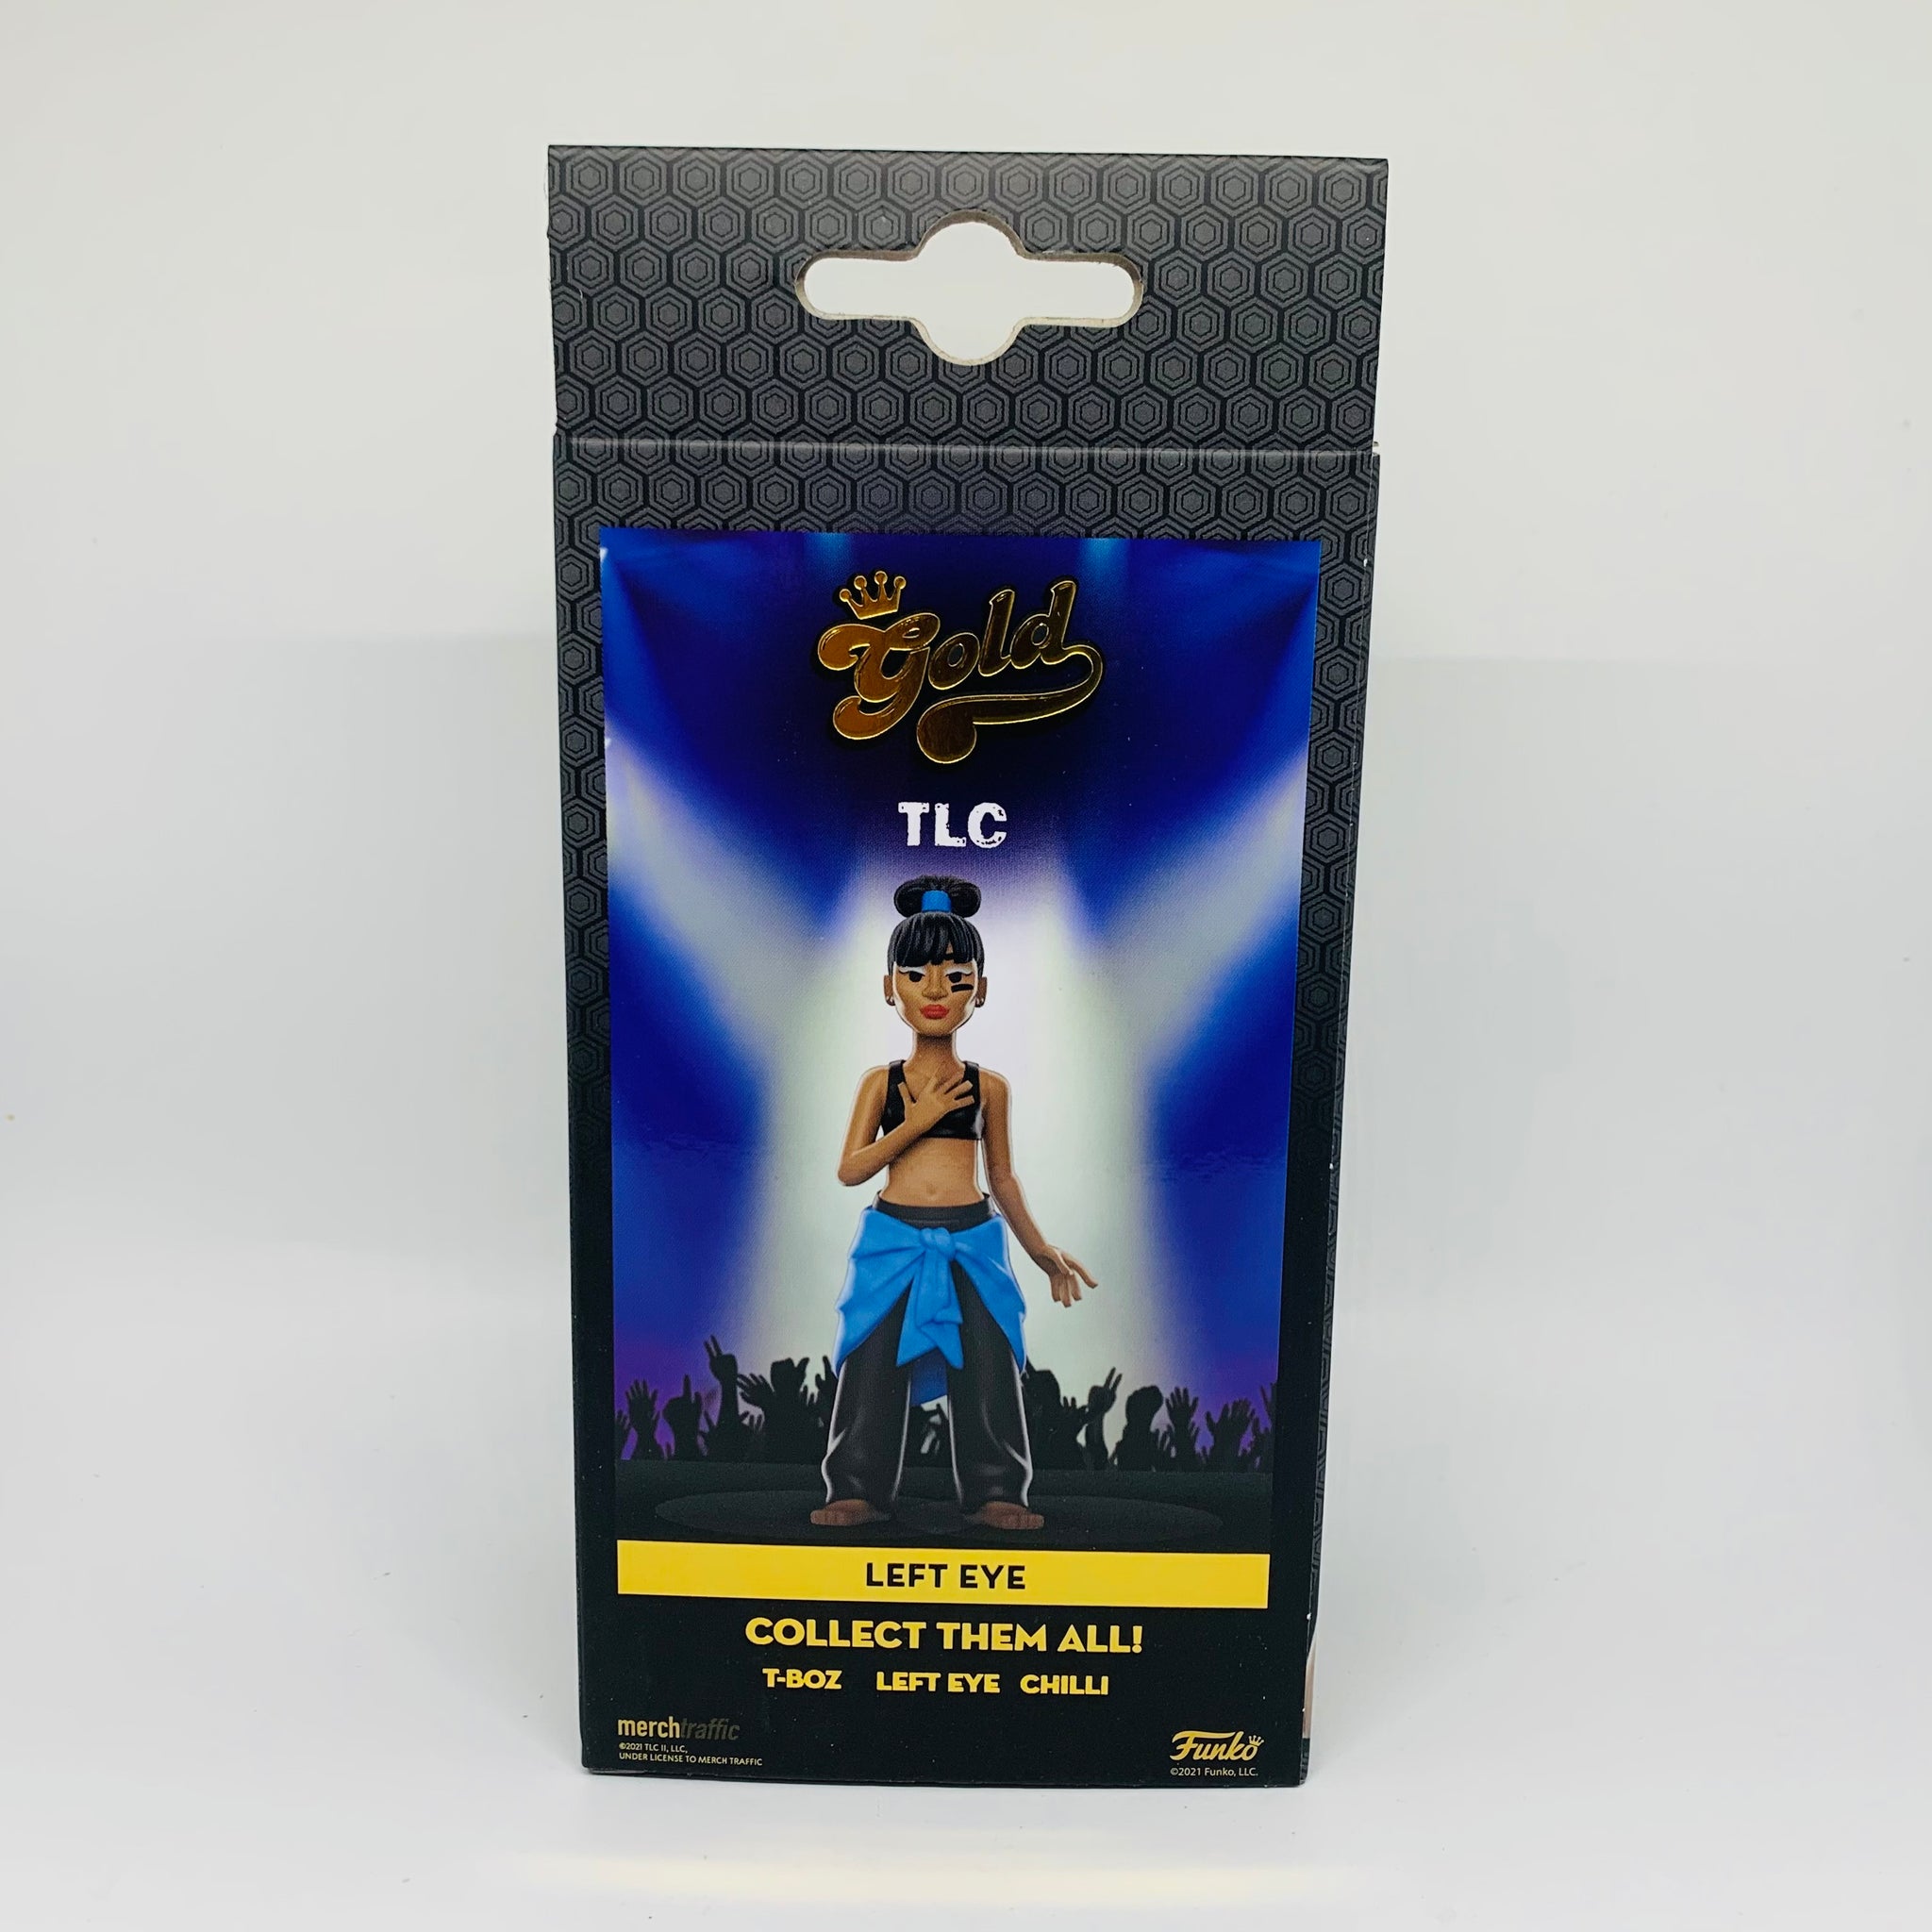 Gold
TLC
LEFT EYE
COLLECT THEM ALL!
T-BOZ LEFT EYE CHILLI
merchtraffic
©2021 TLC II, LLC,
UNDER LICENSE TO MERCH TRAFFIC
Funko
©2021 Funko, LLC.